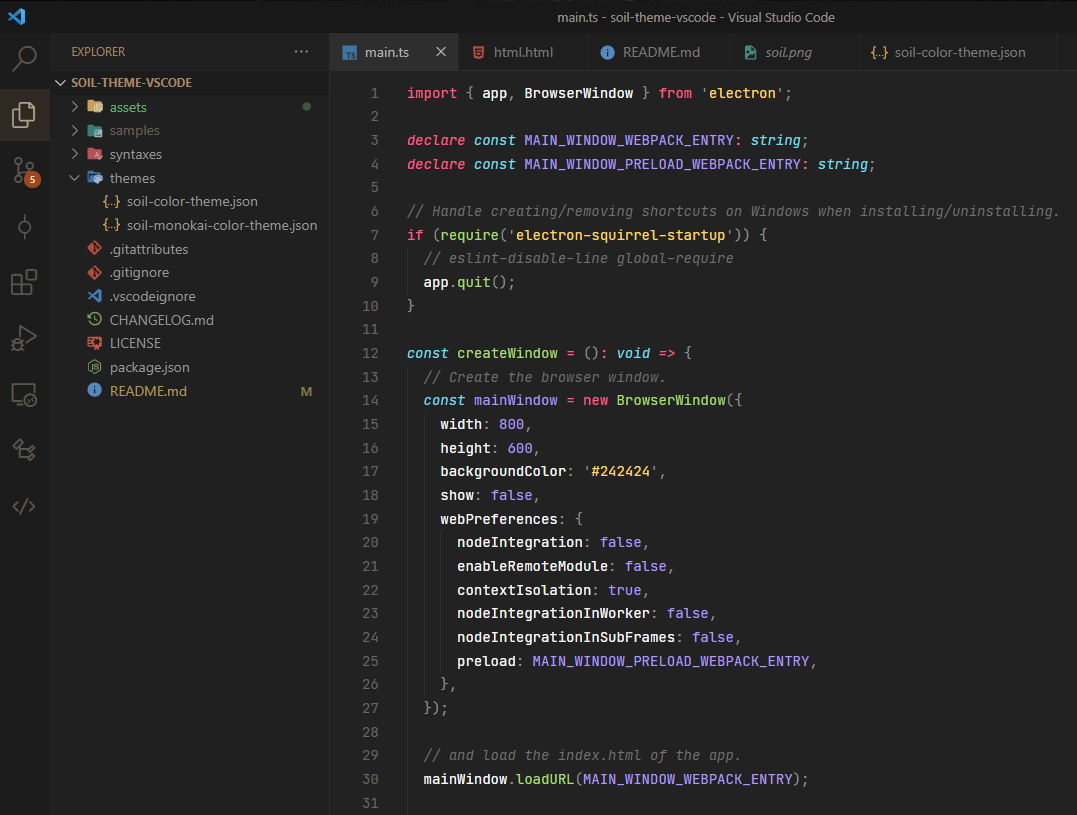 main.ts - soil-theme-vscode - Visual Studio Code
EXPLORER ···
SOIL-THEME-VSCODE
assets
samples
syntaxes
themes
{..} soil-color-theme.json
{..} soil-monokai-color-theme.json
.gitattributes
.gitignore
.vscodeignore
CHANGELOG.md
LICENSE
package.json
README.md M
5
TS main.ts
html.html
README.md
soil.png
{..} soil-color-theme.json
1 import { app, BrowserWindow } from 'electron';
2
3 declare const MAIN_WINDOW_WEBPACK_ENTRY: string;
4 declare const MAIN_WINDOW_PRELOAD_WEBPACK_ENTRY: string;
5
6 // Handle creating/removing shortcuts on Windows when installing/uninstalling.
7 if (require('electron-squirrel-startup')) {
8   // eslint-disable-line global-require
9   app.quit();
10 }
11
12 const createWindow = (): void => {
13   // Create the browser window.
14   const mainWindow = new BrowserWindow({
15     width: 800,
16     height: 600,
17     backgroundColor: '#242424',
18     show: false,
19     webPreferences: {
20       nodeIntegration: false,
21       enableRemoteModule: false,
22       contextIsolation: true,
23       nodeIntegrationInWorker: false,
24       nodeIntegrationInSubFrames: false,
25       preload: MAIN_WINDOW_PRELOAD_WEBPACK_ENTRY,
26     },
27   });
28
29   // and load the index.html of the app.
30   mainWindow.loadURL(MAIN_WINDOW_WEBPACK_ENTRY);
31